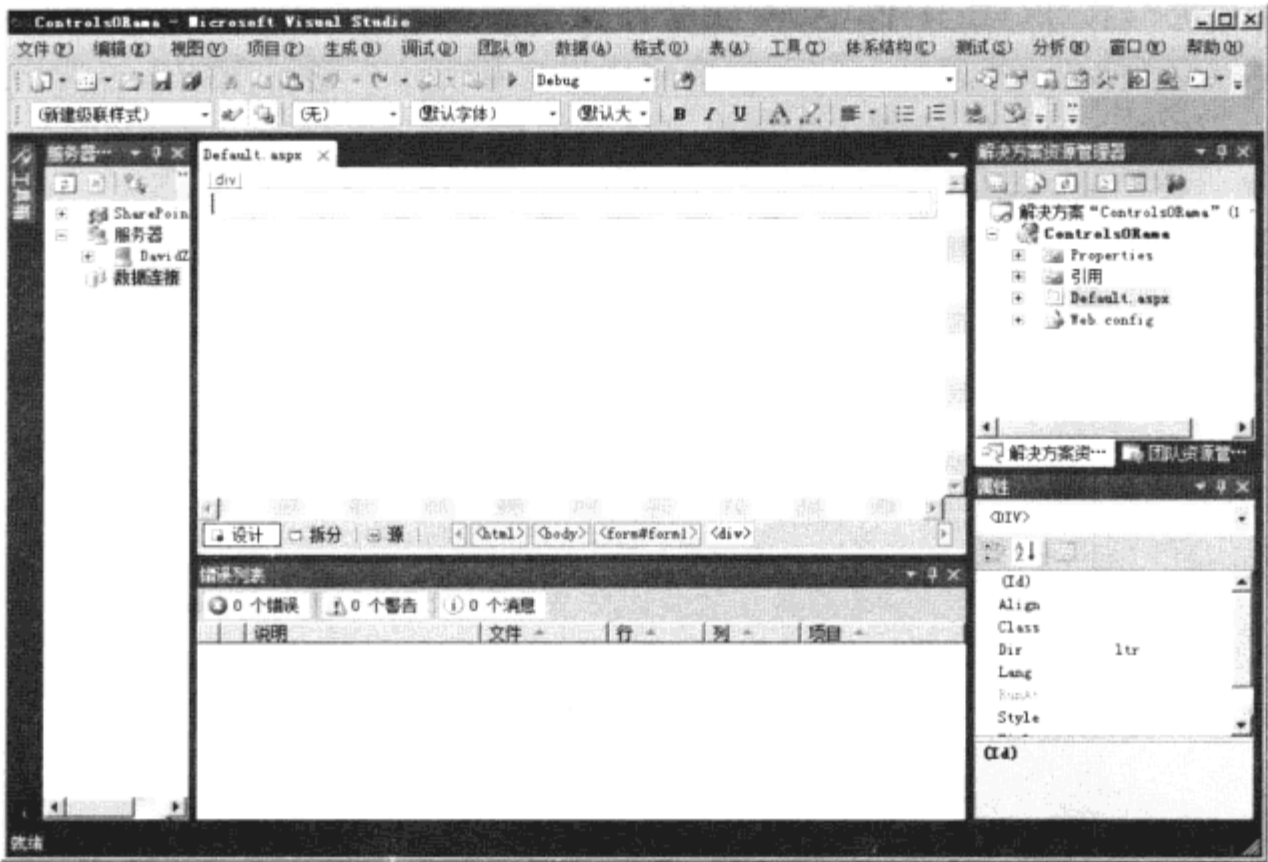 ControlsORama - Microsoft Visual Studio
文件(F) 编辑(E) 视图(V) 项目(P) 生成(B) 调试(D) 团队(M) 数据(A) 格式(O) 表(A) 工具(T) 体系结构(C) 测试(S) 分析(N) 窗口(W) 帮助(H)
Debug
(新建级联样式) (无) (默认字体) (默认大 B I U A
工具箱
服务器…
SharePoin
服务器
DavidZ
数据连接
Default.aspx
div
设计 拆分 源 <html> <body> <form#form1> <div>
错误列表
0 个错误 0 个警告 0 个消息
说明 文件 行 列 项目
解决方案资源管理器
解决方案“ControlsORama”(1
ControlsORama
Properties
引用
Default.aspx
Web.config
解决方案资… 团队资源管…
属性
<DIV>
(Id)
Align
Class
Dir ltr
Lang
RunAt
Style
(Id)
就绪